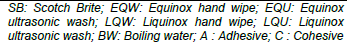 SB: Scotch Brite; EQW: Equinox hand wipe; EQU: Equinox
ultrasonic wash; LQW: Liquinox hand wipe; LQU: Liquinox
ultrasonic wash; BW: Boiling water; A : Adhesive; C : Cohesive